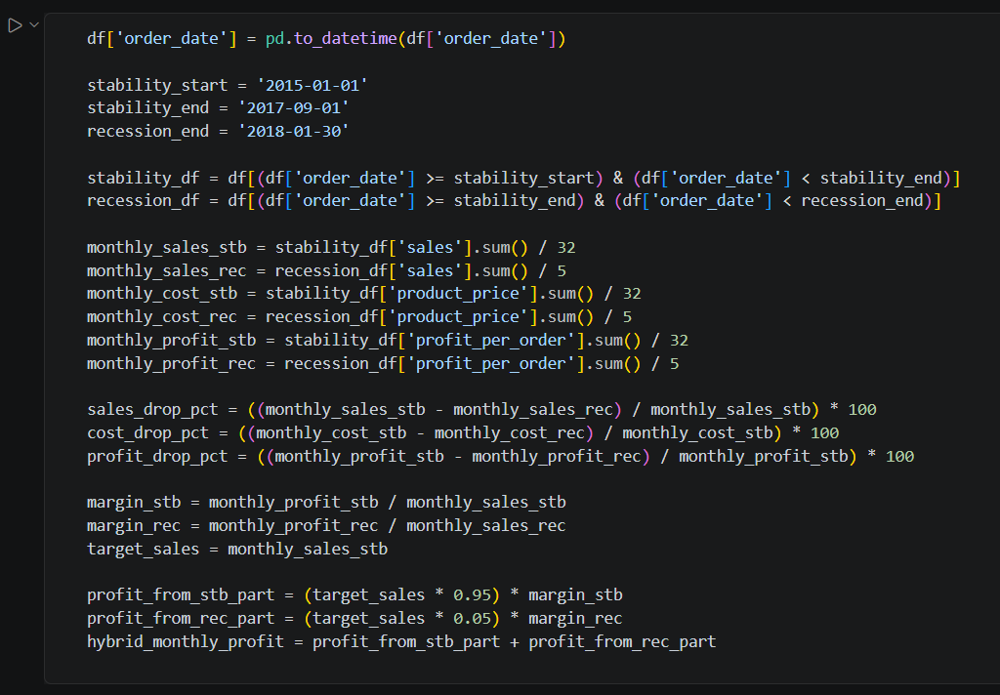 df['order_date'] = pd.to_datetime(df['order_date'])
stability_start = '2015-01-01'
stability_end = '2017-09-01'
recession_end = '2018-01-30'
stability_df = df[(df['order_date'] >= stability_start) & (df['order_date'] < stability_end)]
recession_df = df[(df['order_date'] >= stability_end) & (df['order_date'] < recession_end)]
monthly_sales_stb = stability_df['sales'].sum() / 32
monthly_sales_rec = recession_df['sales'].sum() / 5
monthly_cost_stb = stability_df['product_price'].sum() / 32
monthly_cost_rec = recession_df['product_price'].sum() / 5
monthly_profit_stb = stability_df['profit_per_order'].sum() / 32
monthly_profit_rec = recession_df['profit_per_order'].sum() / 5
sales_drop_pct = ((monthly_sales_stb - monthly_sales_rec) / monthly_sales_stb) * 100
cost_drop_pct = ((monthly_cost_stb - monthly_cost_rec) / monthly_cost_stb) * 100
profit_drop_pct = ((monthly_profit_stb - monthly_profit_rec) / monthly_profit_stb) * 100
margin_stb = monthly_profit_stb / monthly_sales_stb
margin_rec = monthly_profit_rec / monthly_sales_rec
target_sales = monthly_sales_stb
profit_from_stb_part = (target_sales * 0.95) * margin_stb
profit_from_rec_part = (target_sales * 0.05) * margin_rec
hybrid_monthly_profit = profit_from_stb_part + profit_from_rec_part